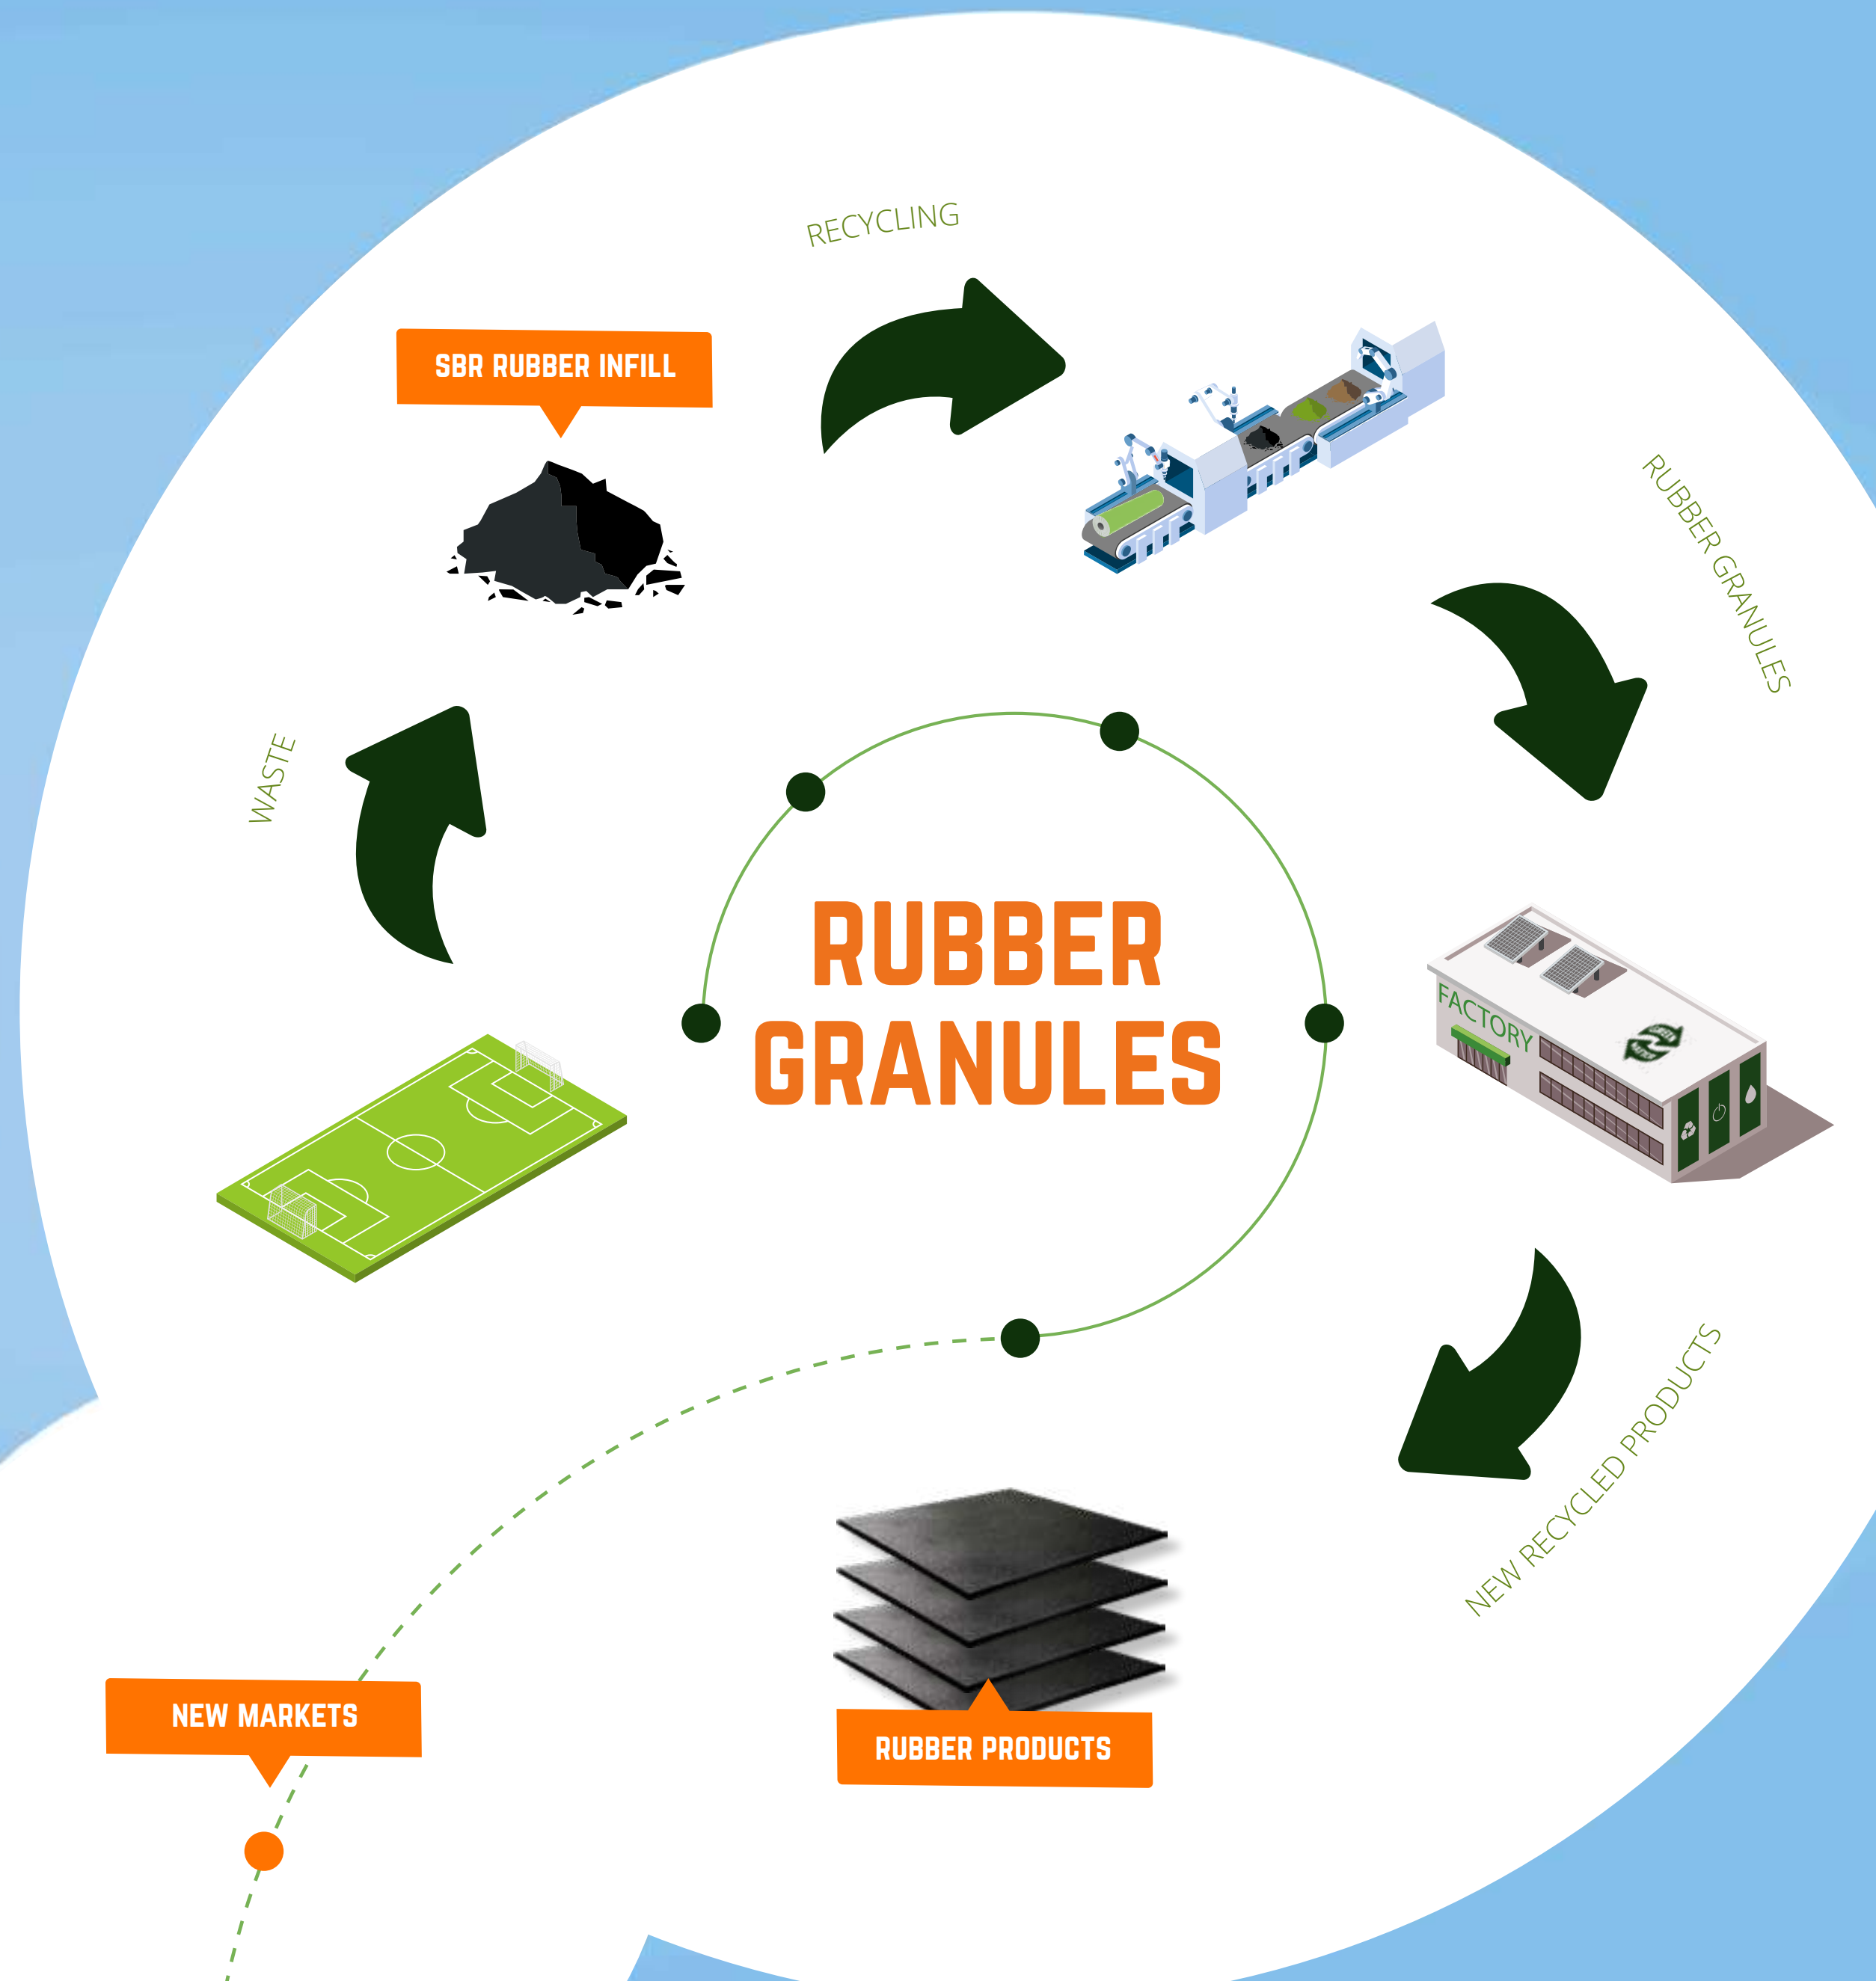 RECYCLING
SBR RUBBER INFILL
RUBBER GRANULES
WASTE
RUBBER
GRANULES
FACTORY
NEW RECYCLED PRODUCTS
NEW MARKETS
RUBBER PRODUCTS